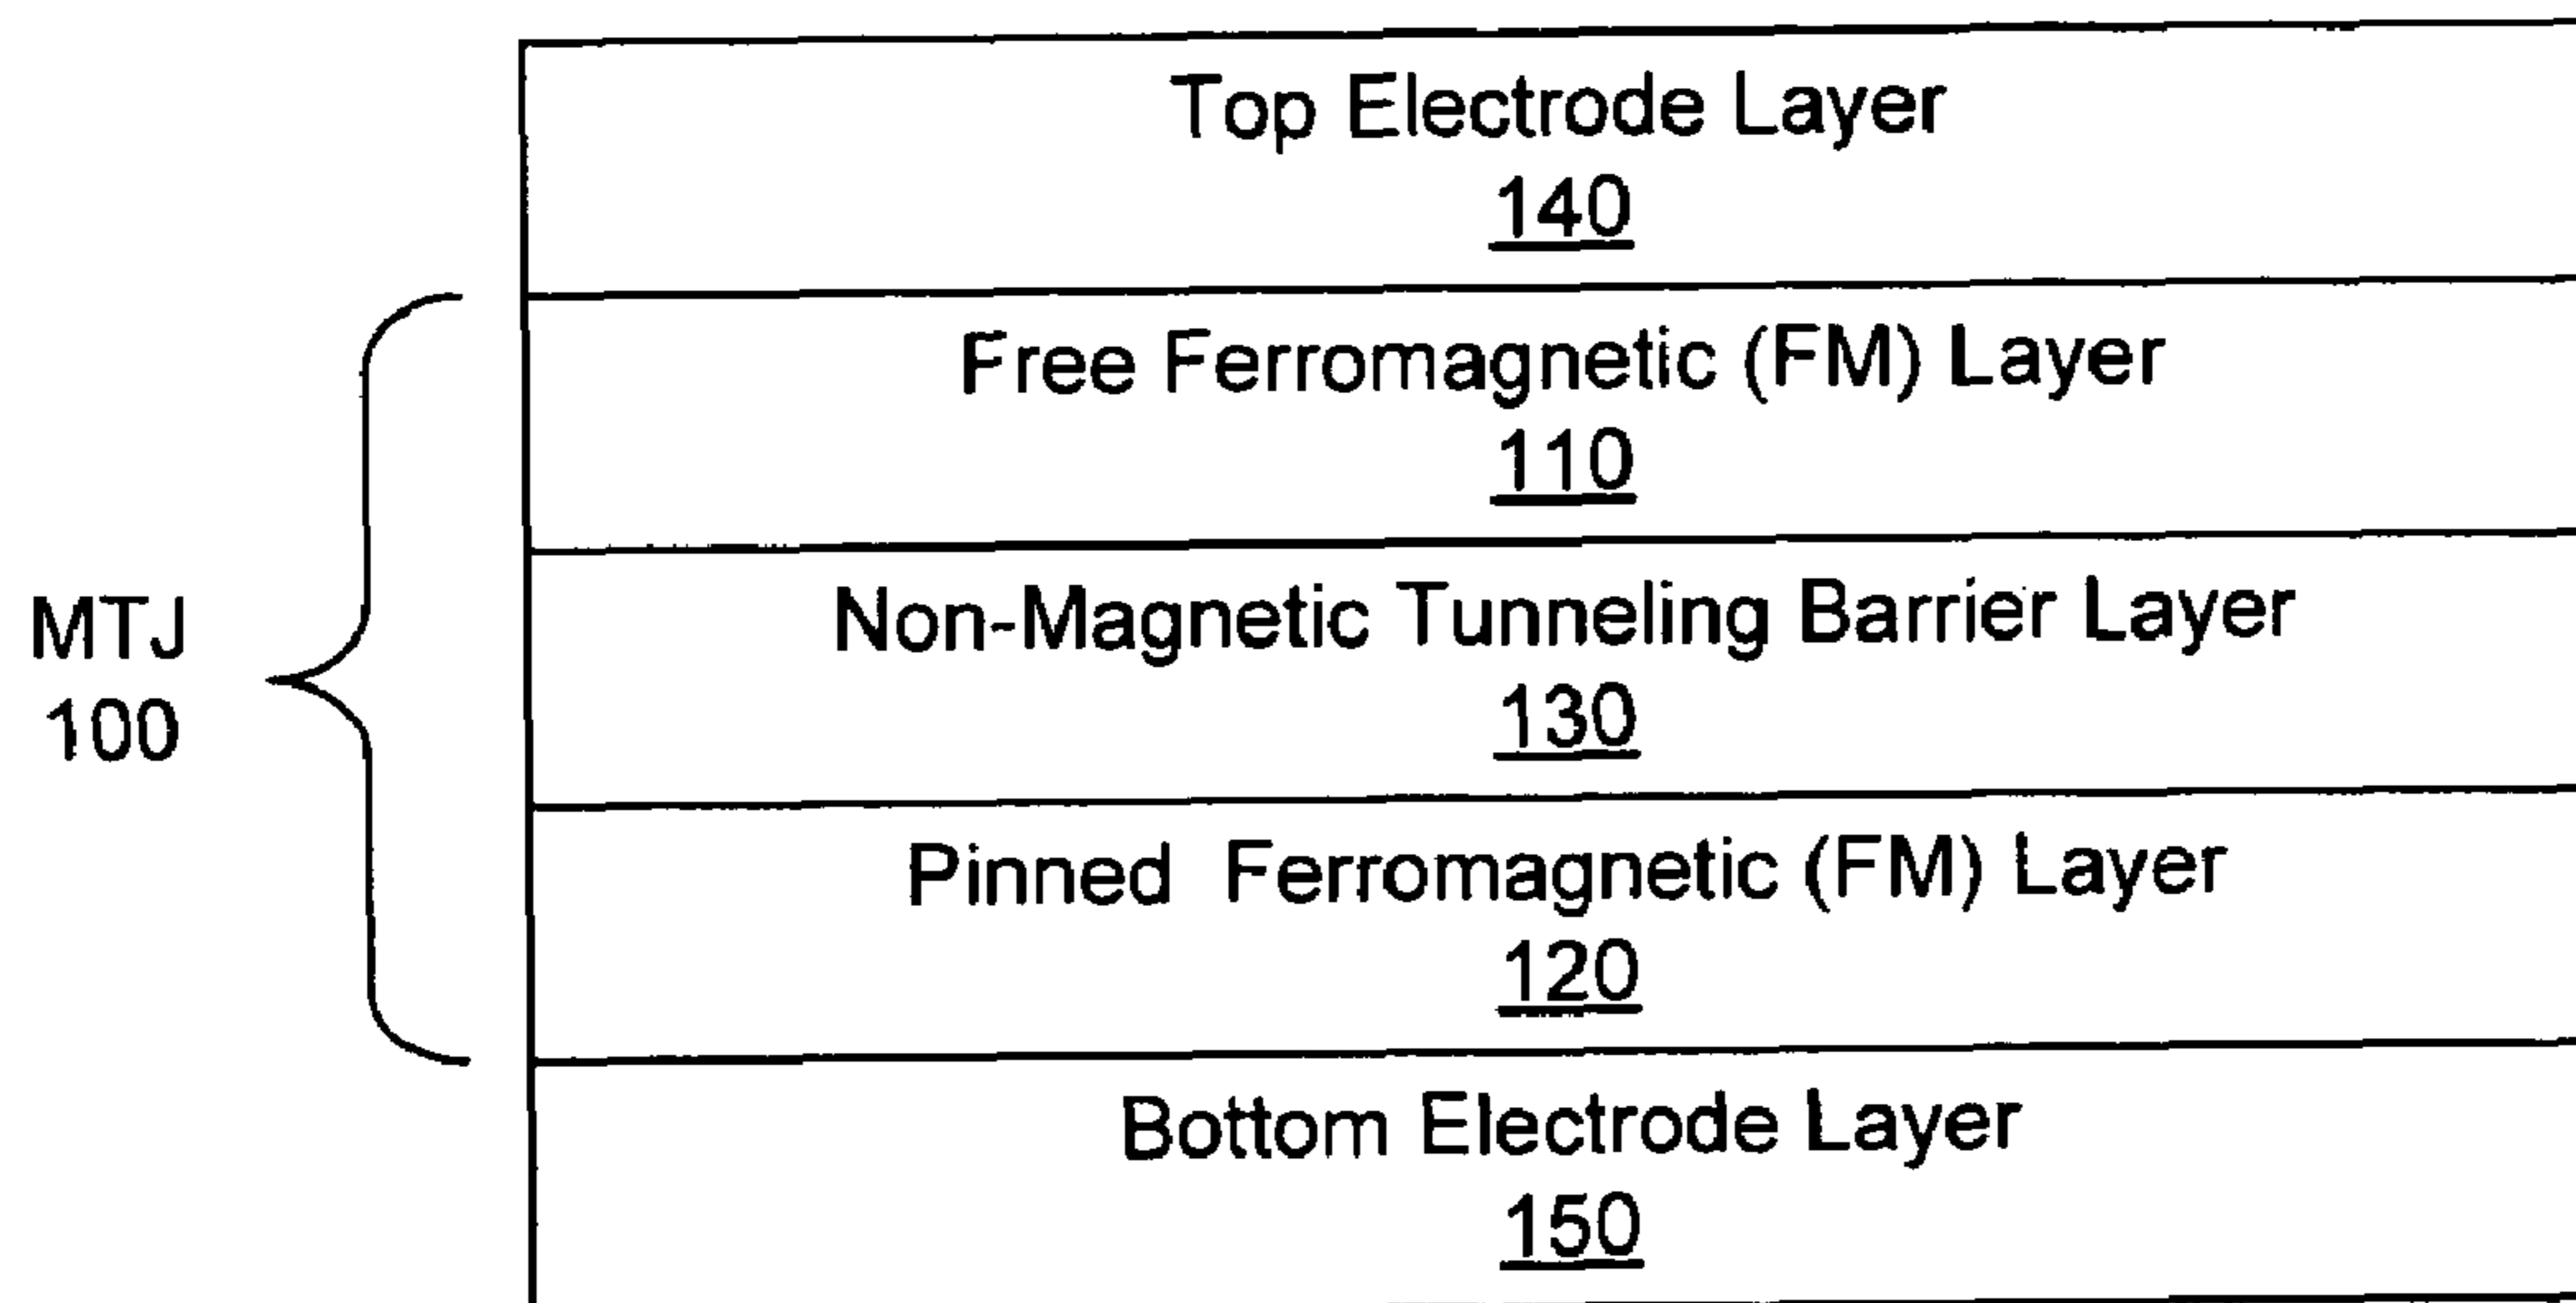 Top Electrode Layer
140
Free Ferromagnetic (FM) Layer
110
Non-Magnetic Tunneling Barrier Layer
130
MTJ
100
Pinned Ferromagnetic (FM) Layer
120
Bottom Electrode Layer
150